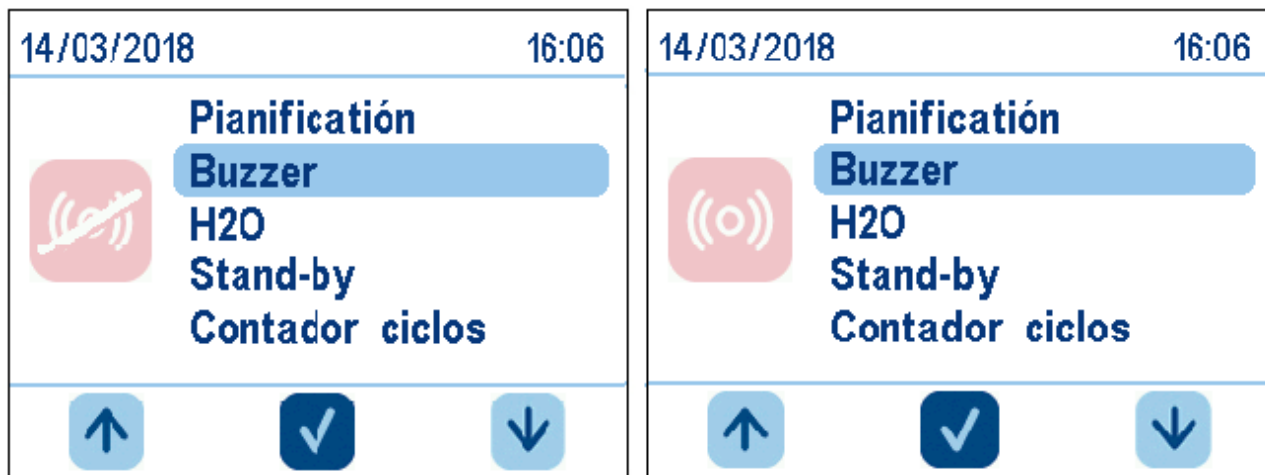 14/03/2018 16:06
Pianificatión
Buzzer
H2O
Stand-by
Contador ciclos
14/03/2018 16:06
Pianificatión
Buzzer
H2O
Stand-by
Contador ciclos